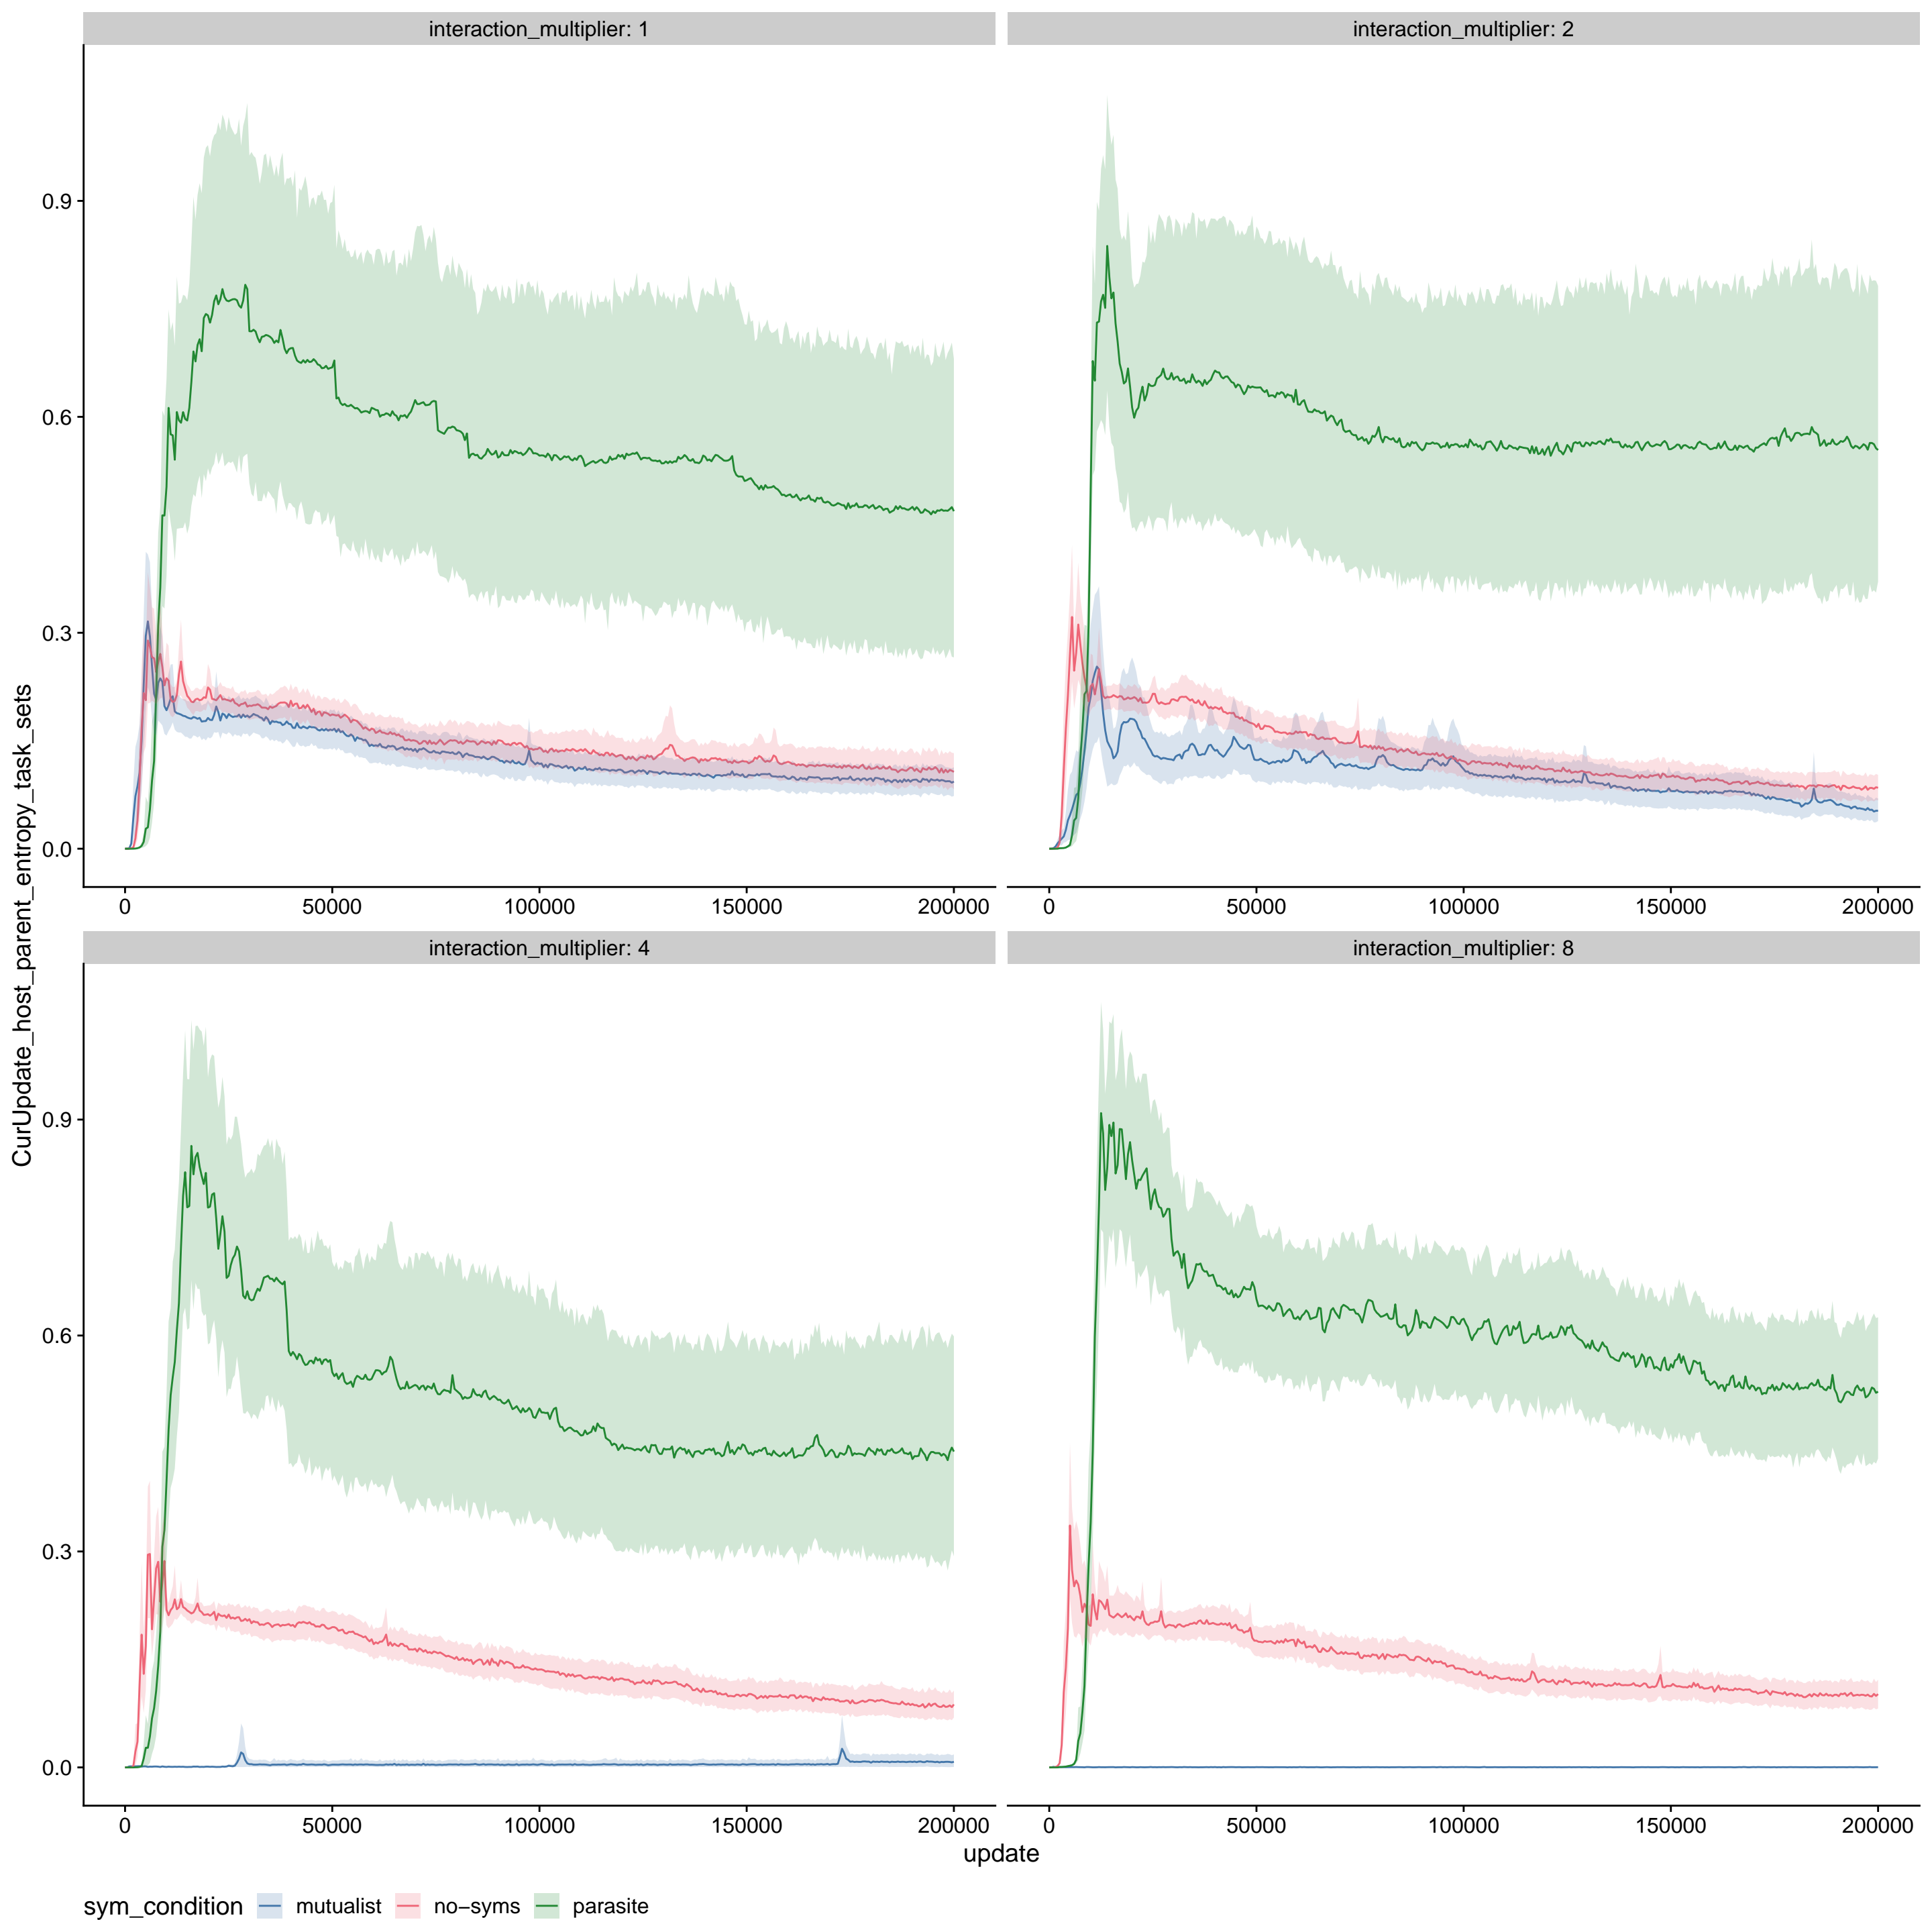 interaction_multiplier: 1
interaction_multiplier: 2
0.9
0.6
0.3
0.0
0 50000 100000 150000 200000
0 50000 100000 150000 200000
interaction_multiplier: 4
interaction_multiplier: 8
0.9
0.6
0.3
0.0
0 50000 100000 150000 200000
0 50000 100000 150000 200000
CurUpdate_host_parent_entropy_task_sets
update
sym_condition mutualist no−syms parasite